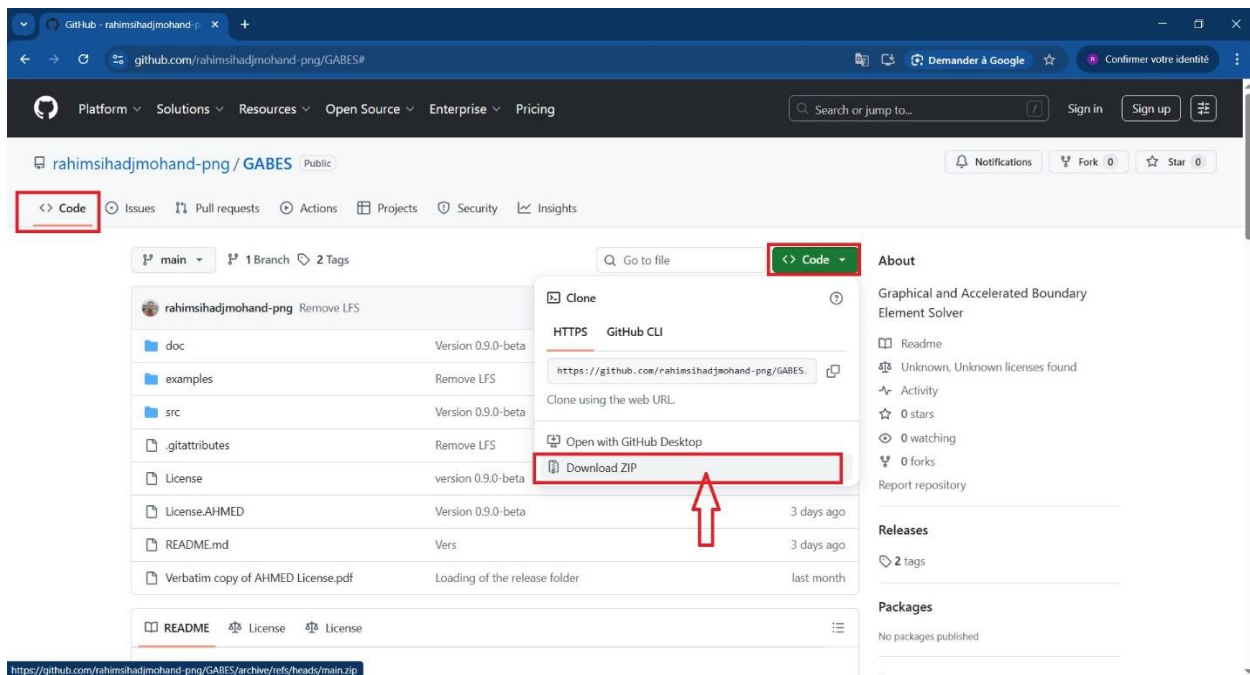 GitHub - rahimsihadjmohand-p
github.com/rahimsihadjmohand-png/GABES#
Demander à Google
Confirmer votre identité
Platform Solutions Resources Open Source Enterprise Pricing
Search or jump to...
Sign in
Sign up
rahimsihadjmohand-png / GABES Public
Notifications
Fork 0
Star 0
<> Code Issues Pull requests Actions Projects Security Insights
main 1 Branch 2 Tags
Go to file
<> Code
rahimsihadjmohand-png Remove LFS
doc Version 0.9.0-beta
examples Remove LFS
src Version 0.9.0-beta
.gitattributes Remove LFS
License version 0.9.0-beta
License.AHMED Version 0.9.0-beta 3 days ago
README.md Vers 3 days ago
Verbatim copy of AHMED License.pdf Loading of the release folder last month
Clone
HTTPS GitHub CLI
https://github.com/rahimsihadjmohand-png/GABES.
Clone using the web URL.
Open with GitHub Desktop
Download ZIP
README License License
About
Graphical and Accelerated Boundary
Element Solver
Readme
Unknown, Unknown licenses found
Activity
0 stars
0 watching
0 forks
Report repository
Releases
2 tags
Packages
No packages published
https://github.com/rahimsihadjmohand-png/GABES/archive/refs/heads/main.zip